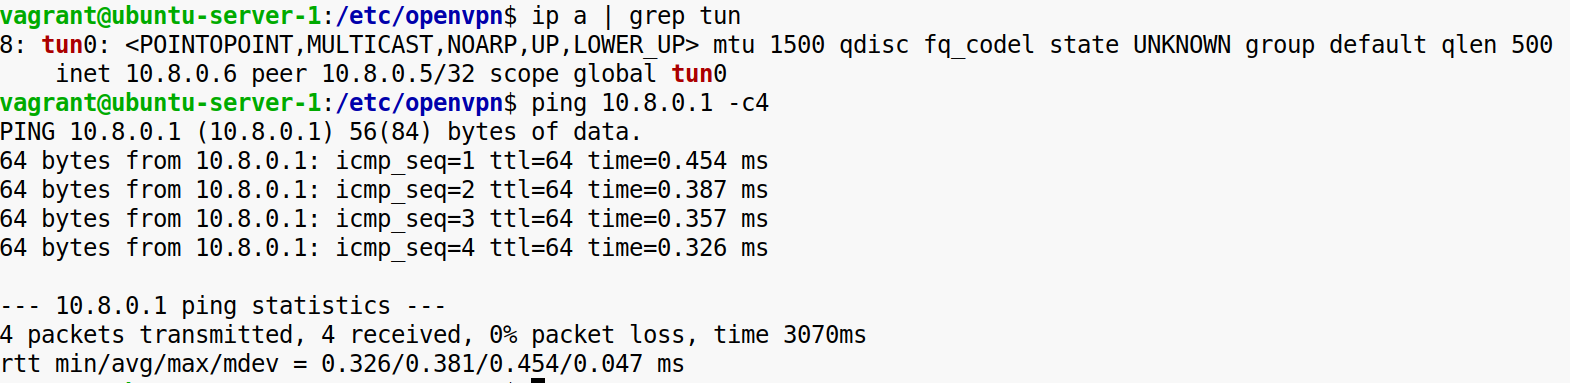 vagrant@ubuntu-server-1:/etc/openvpn$ ip a | grep tun
8: tun0: <POINTOPOINT,MULTICAST,NOARP,UP,LOWER_UP> mtu 1500 qdisc fq_codel state UNKNOWN group default qlen 500
    inet 10.8.0.6 peer 10.8.0.5/32 scope global tun0
vagrant@ubuntu-server-1:/etc/openvpn$ ping 10.8.0.1 -c4
PING 10.8.0.1 (10.8.0.1) 56(84) bytes of data.
64 bytes from 10.8.0.1: icmp_seq=1 ttl=64 time=0.454 ms
64 bytes from 10.8.0.1: icmp_seq=2 ttl=64 time=0.387 ms
64 bytes from 10.8.0.1: icmp_seq=3 ttl=64 time=0.357 ms
64 bytes from 10.8.0.1: icmp_seq=4 ttl=64 time=0.326 ms

--- 10.8.0.1 ping statistics ---
4 packets transmitted, 4 received, 0% packet loss, time 3070ms
rtt min/avg/max/mdev = 0.326/0.381/0.454/0.047 ms